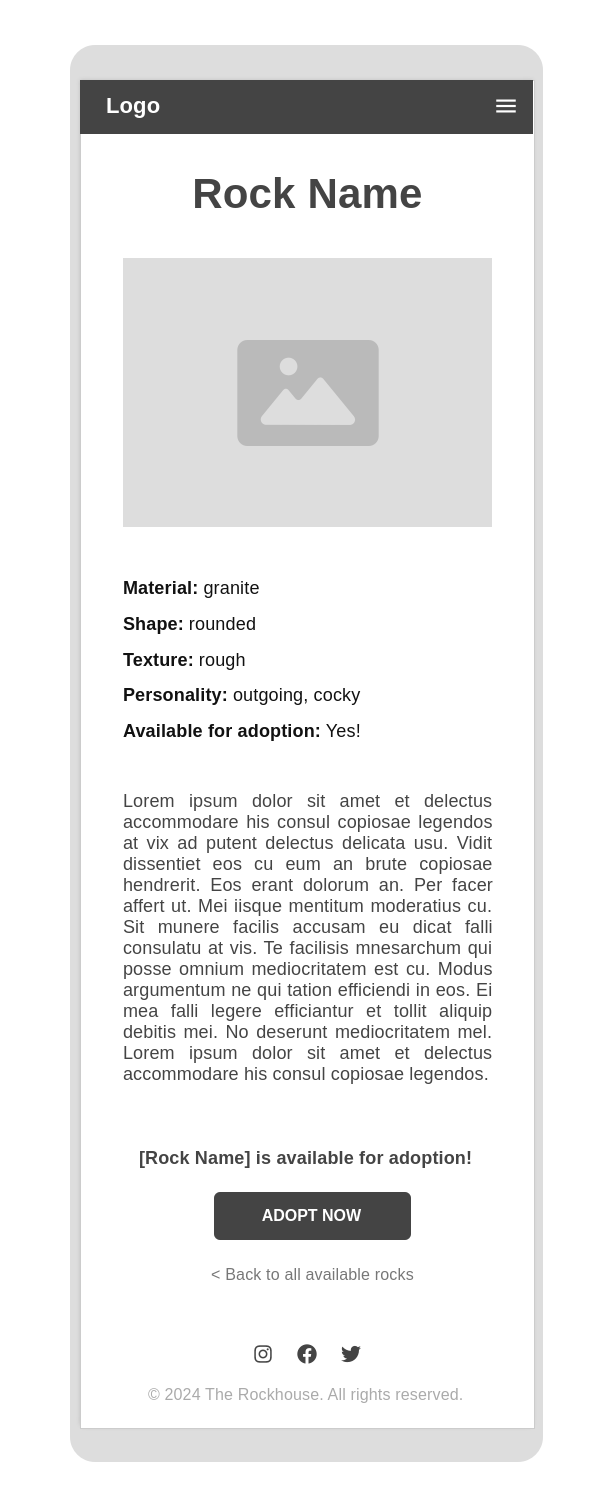 Logo
Rock Name
Material: granite
Shape: rounded
Texture: rough
Personality: outgoing, cocky
Available for adoption: Yes!
Lorem ipsum dolor sit amet et delectus
accommodare his consul copiosae legendos
at vix ad putent delectus delicata usu. Vidit
dissentiet eos cu eum an brute copiosae
hendrerit. Eos erant dolorum an. Per facer
affert ut. Mei iisque mentitum moderatius cu.
Sit munere facilis accusam eu dicat falli
consulatu at vis. Te facilisis mnesarchum qui
posse omnium mediocritatem est cu. Modus
argumentum ne qui tation efficiendi in eos. Ei
mea falli legere efficiantur et tollit aliquip
debitis mei. No deserunt mediocritatem mel.
Lorem ipsum dolor sit amet et delectus
accommodare his consul copiosae legendos.
[Rock Name] is available for adoption!
ADOPT NOW
< Back to all available rocks
© 2024 The Rockhouse. All rights reserved.